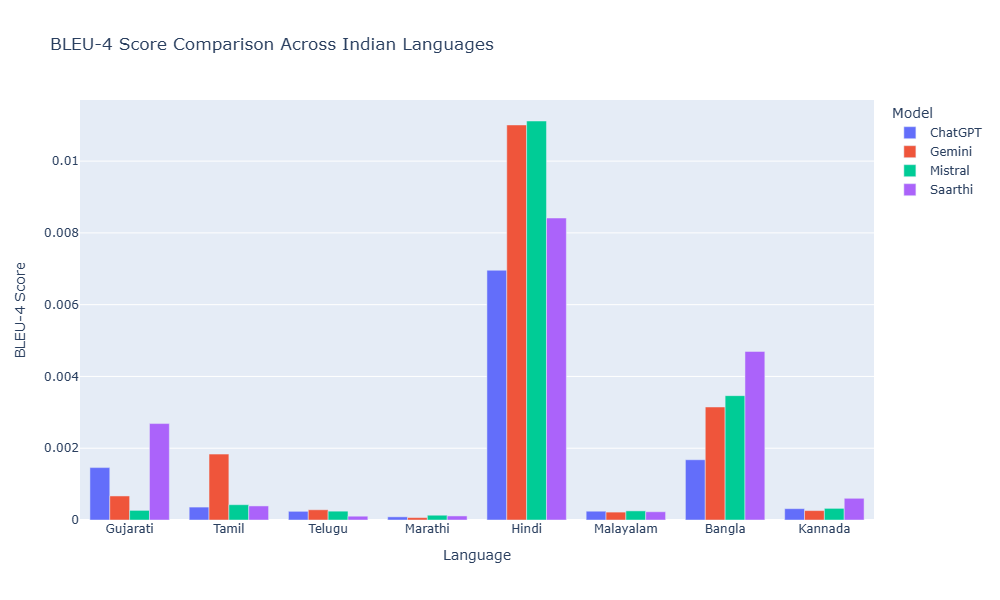 BLEU-4 Score Comparison Across Indian Languages
Model
ChatGPT
Gemini
Mistral
Saarthi
BLEU-4 Score
0.01
0.008
0.006
0.004
0.002
0
Gujarati
Tamil
Telugu
Marathi
Hindi
Malayalam
Bangla
Kannada
Language